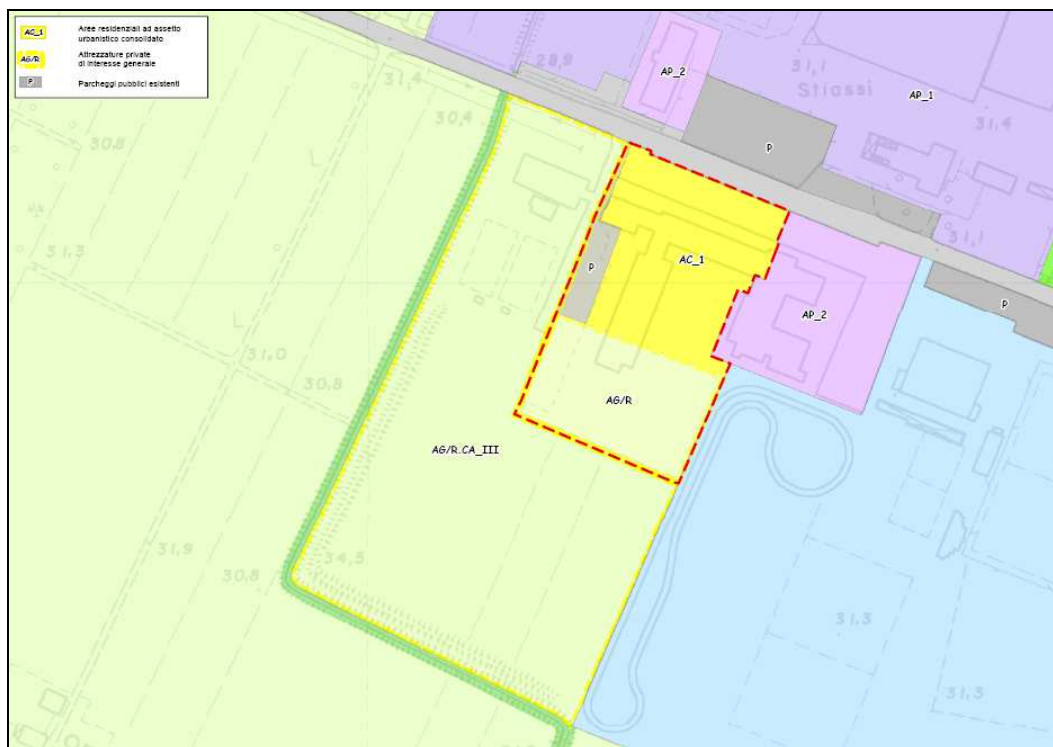 AC_1
Aree residenziali ad assetto
urbanistico consolidato
AG/R
Attrezzature private
di interesse generale
P
Parcheggi pubblici esistenti
28,9
AP_2
31,1
Stiassi
AP_1
31,4
30,4
31,4
30,8
P
31,3
31,1
AC_1
P
P
AP_2
31,0
30,8
AG/R
AG/R.CA_III
31,9
34,5
30,8
31,3
31,3